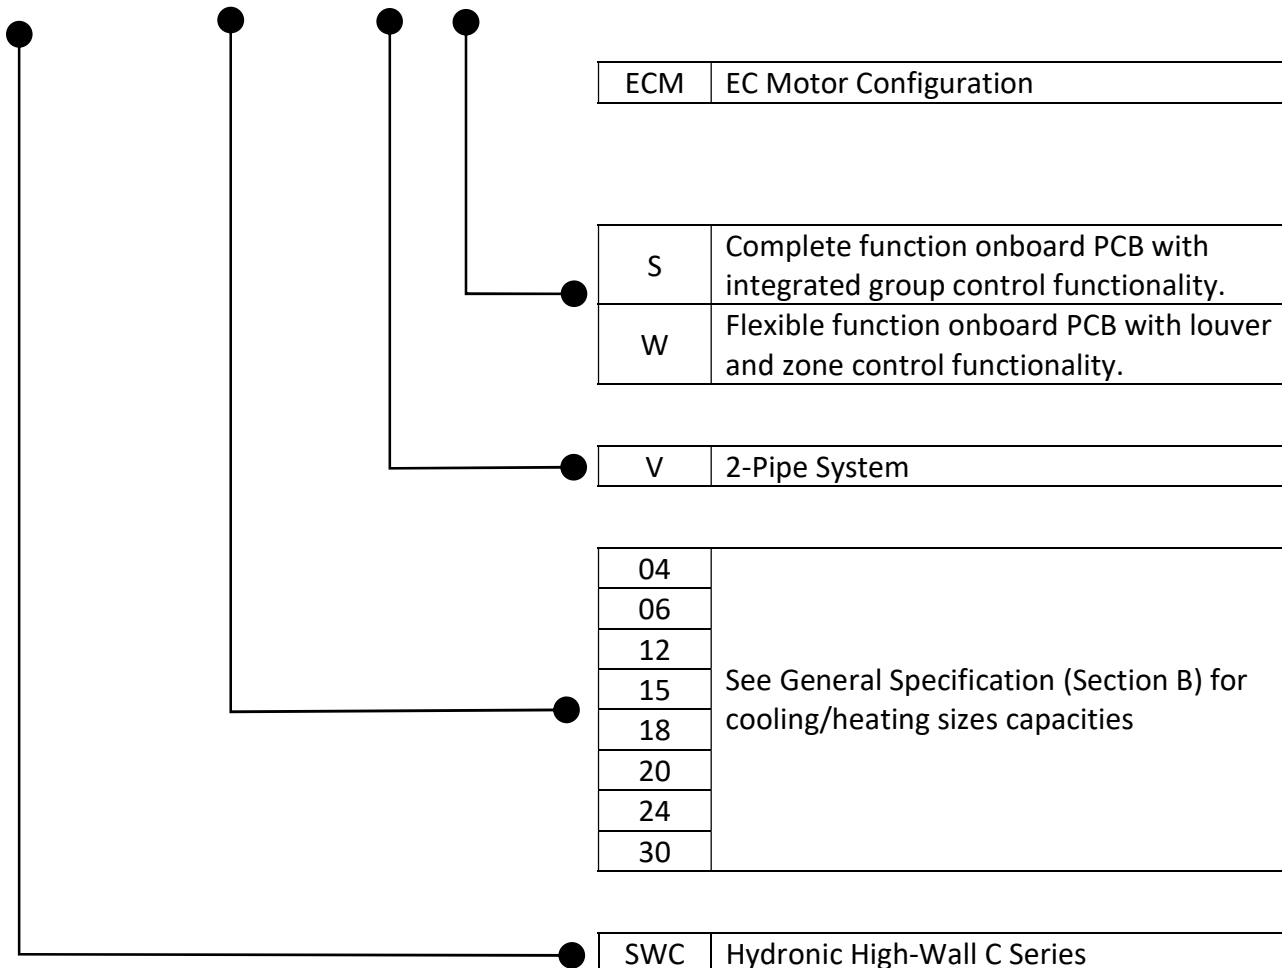 ECM EC Motor Configuration
S Complete function onboard PCB with
integrated group control functionality.
W Flexible function onboard PCB with louver
and zone control functionality.
V 2-Pipe System
04
06
12
15
18
20
24
30
See General Specification (Section B) for
cooling/heating sizes capacities
SWC Hydronic High-Wall C Series